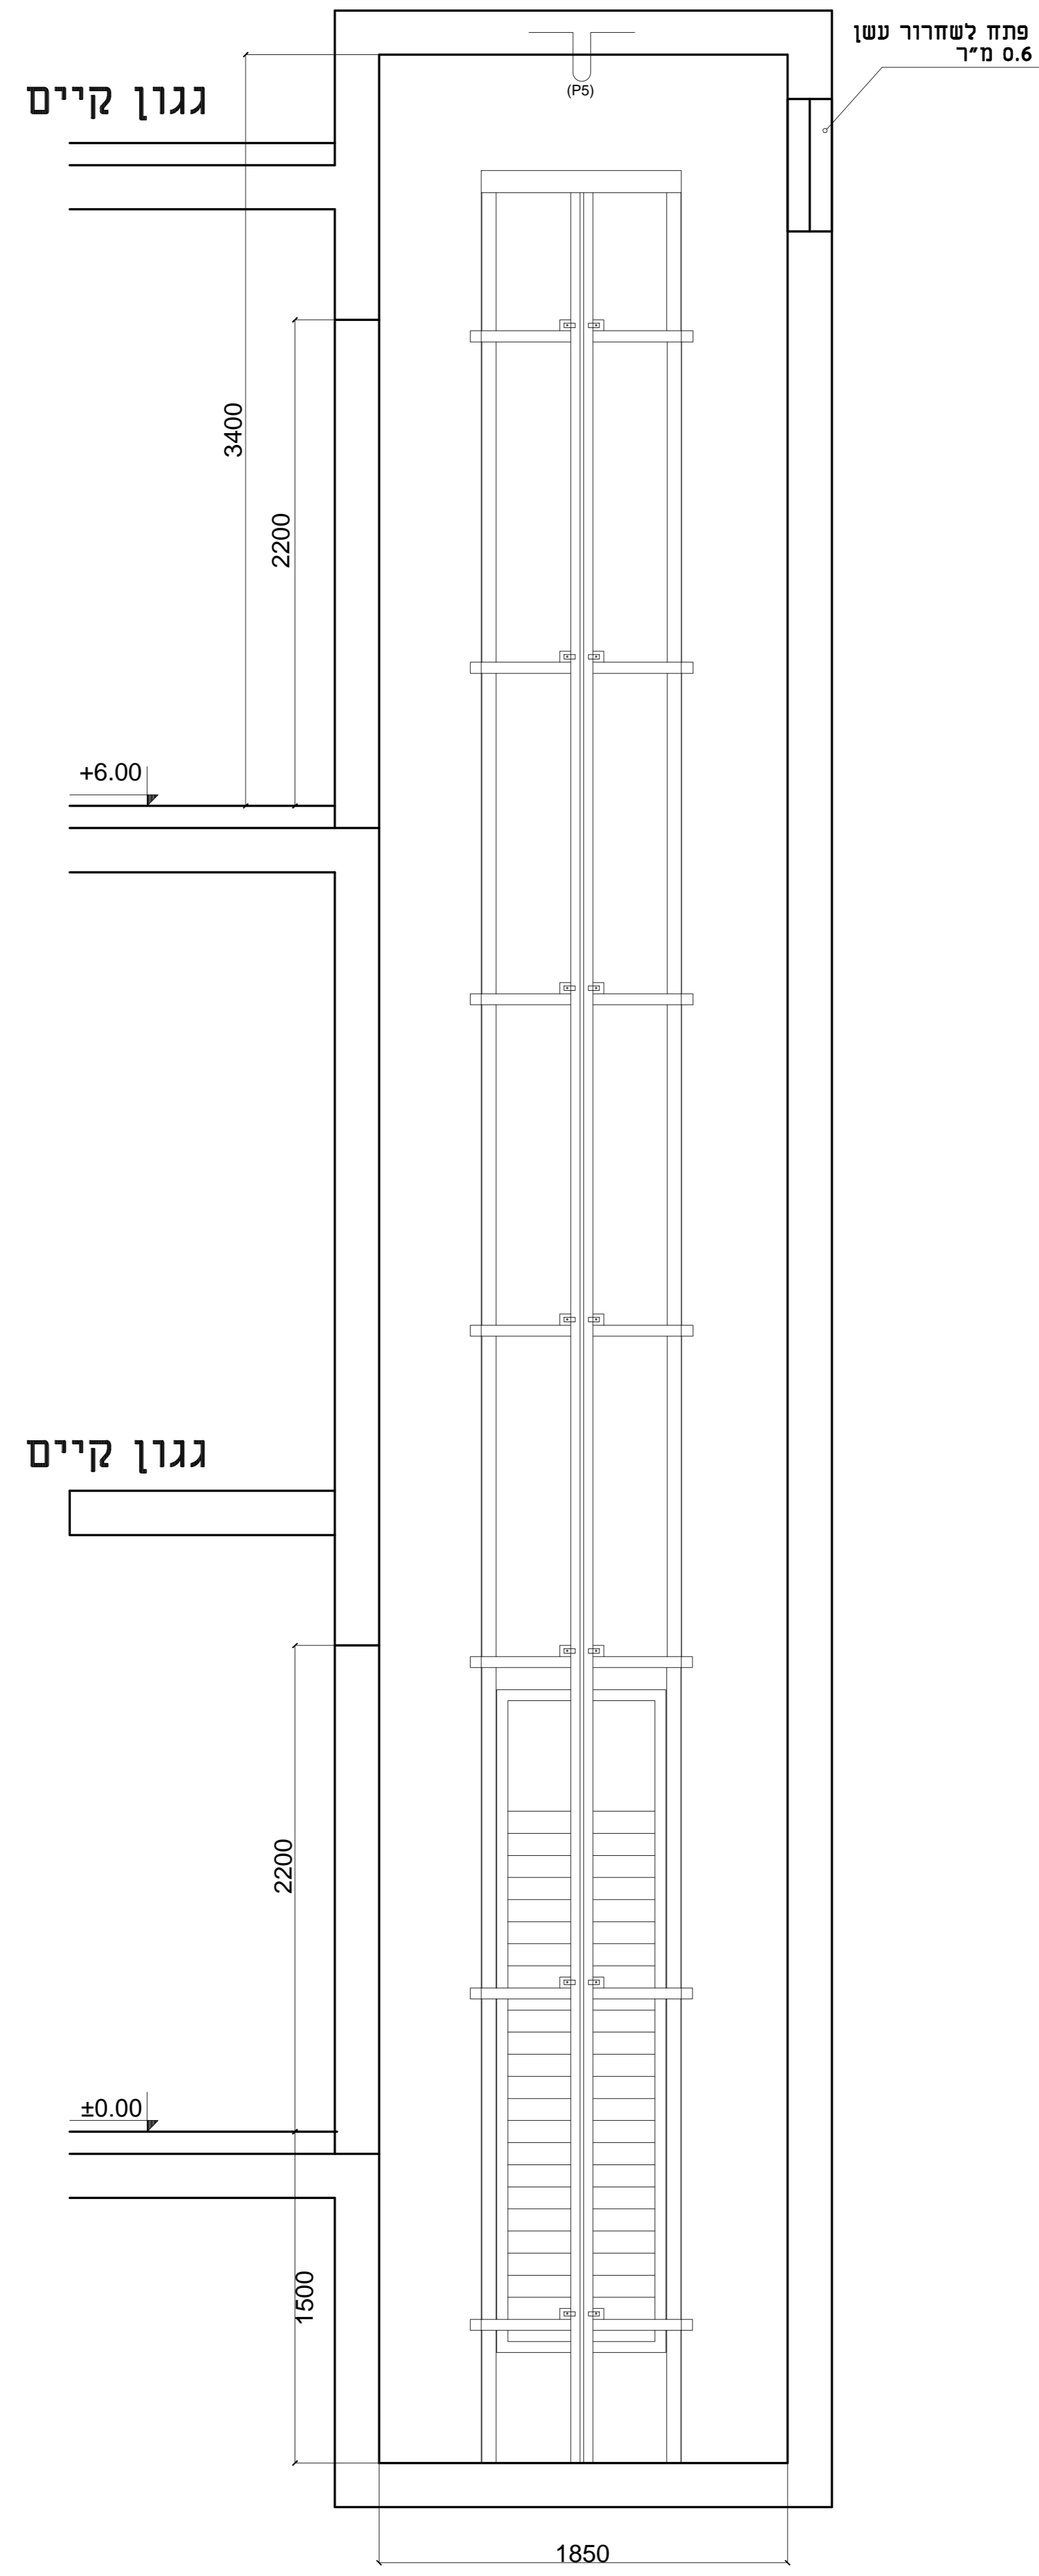 פתח לשחרור עשן
0.6 מ״ר
(P5)
גגון קיים
3400
2200
+6.00
גגון קיים
2200
±0.00
1500
1850